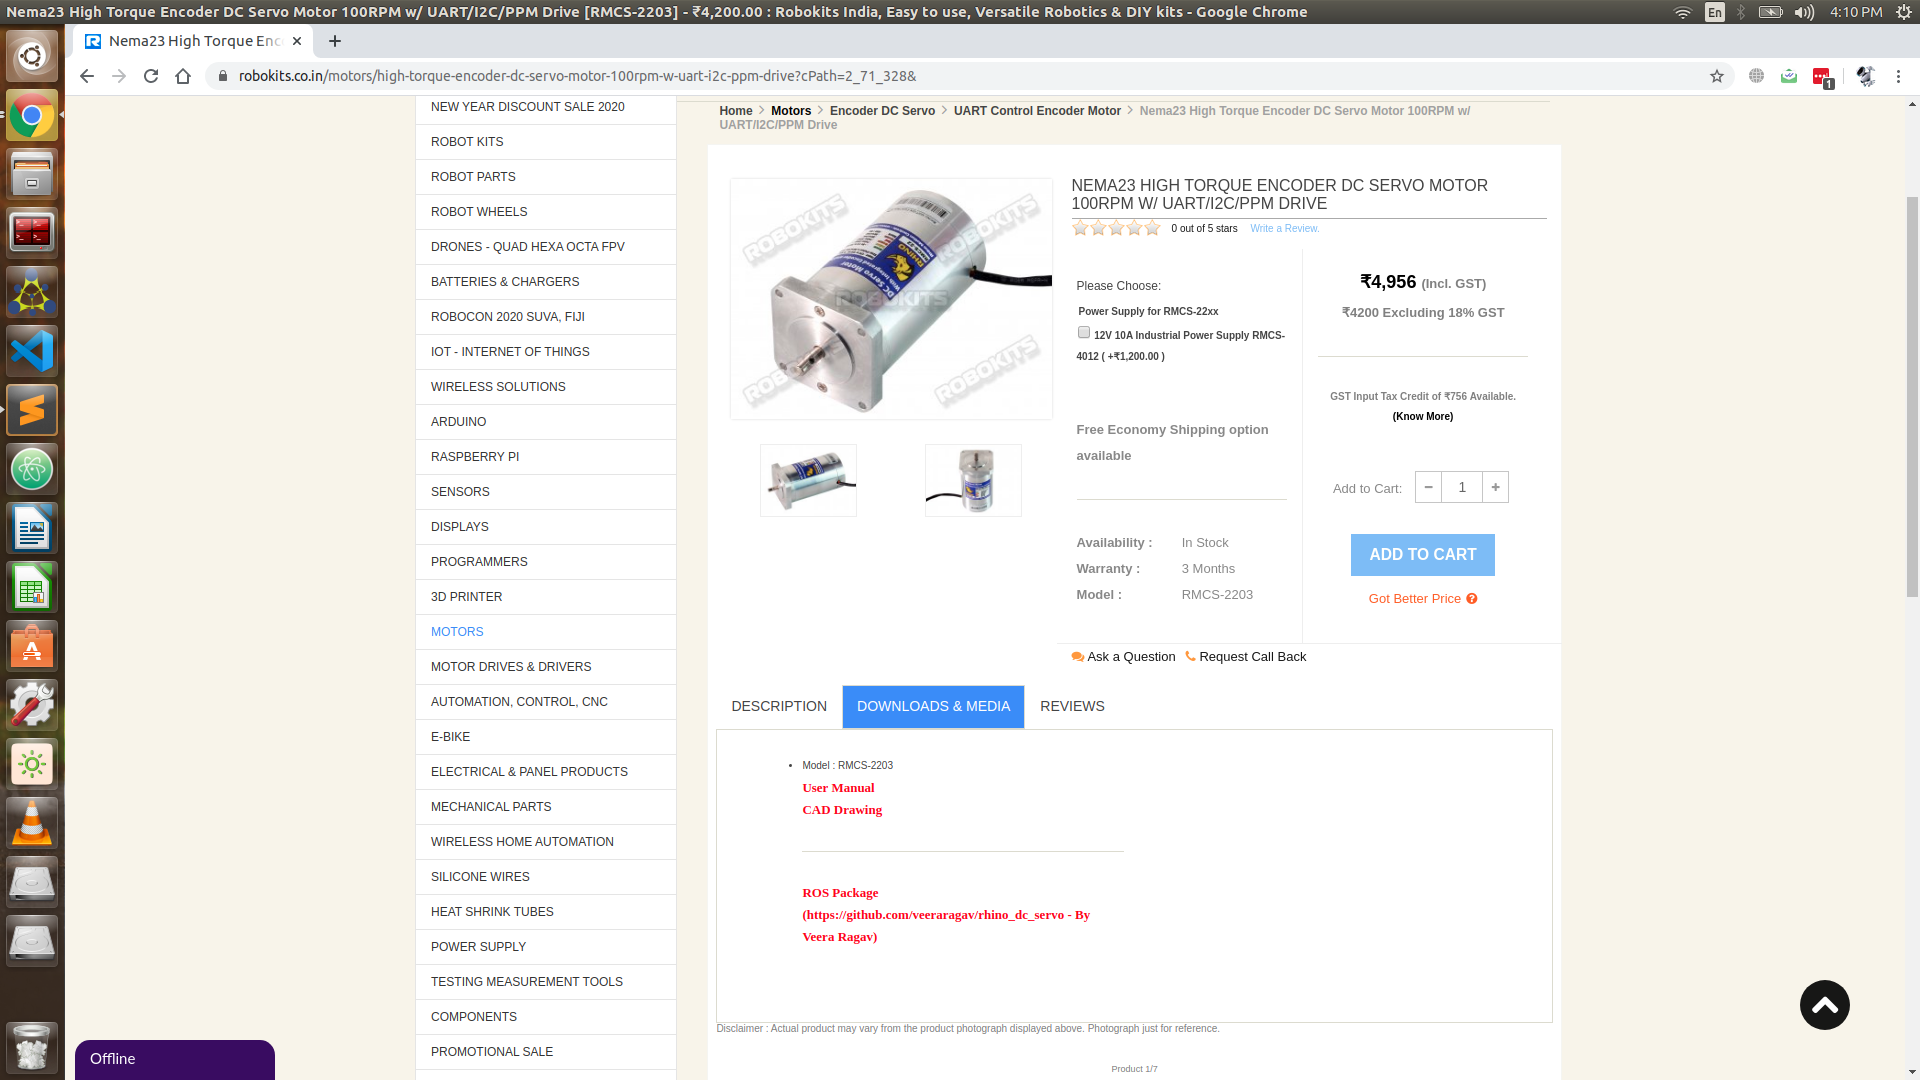 Nema23 High Torque Encoder DC Servo Motor 100RPM w/ UART/I2C/PPM Drive [RMCS-2203] - ₹4,200.00 : Robokits India, Easy to use, Versatile Robotics & DIY kits - Google Chrome
En
4:10 PM
Nema23 High Torque Enc
robokits.co.in/motors/high-torque-encoder-dc-servo-motor-100rpm-w-uart-i2c-ppm-drive?cPath=2_71_328&
1
NEW YEAR DISCOUNT SALE 2020
ROBOT KITS
ROBOT PARTS
ROBOT WHEELS
DRONES - QUAD HEXA OCTA FPV
BATTERIES & CHARGERS
ROBOCON 2020 SUVA, FIJI
IOT - INTERNET OF THINGS
WIRELESS SOLUTIONS
ARDUINO
RASPBERRY PI
SENSORS
DISPLAYS
PROGRAMMERS
3D PRINTER
MOTORS
MOTOR DRIVES & DRIVERS
AUTOMATION, CONTROL, CNC
E-BIKE
ELECTRICAL & PANEL PRODUCTS
MECHANICAL PARTS
WIRELESS HOME AUTOMATION
SILICONE WIRES
HEAT SHRINK TUBES
POWER SUPPLY
TESTING MEASUREMENT TOOLS
COMPONENTS
PROMOTIONAL SALE
Offline
Home > Motors > Encoder DC Servo > UART Control Encoder Motor > Nema23 High Torque Encoder DC Servo Motor 100RPM w/
UART/I2C/PPM Drive
ROBOKITS
ROBOKITS
ROBOKITS
ROBOKITS
ROBOKITS
RHINO
DC Servo Motor
NEMA23 HIGH TORQUE ENCODER DC SERVO MOTOR
100RPM W/ UART/I2C/PPM DRIVE
0 out of 5 stars Write a Review.
Please Choose:
Power Supply for RMCS-22xx
12V 10A Industrial Power Supply RMCS-
4012 ( +₹1,200.00 )
Free Economy Shipping option
available
Availability : In Stock
Warranty : 3 Months
Model : RMCS-2203
₹4,956 (Incl. GST)
₹4200 Excluding 18% GST
GST Input Tax Credit of ₹756 Available.
(Know More)
Add to Cart: − 1 +
ADD TO CART
Got Better Price
Ask a Question Request Call Back
DESCRIPTION DOWNLOADS & MEDIA REVIEWS
• Model : RMCS-2203
User Manual
CAD Drawing
ROS Package
(https://github.com/veeraragav/rhino_dc_servo - By
Veera Ragav)
Disclaimer : Actual product may vary from the product photograph displayed above. Photograph just for reference.
Product 1/7